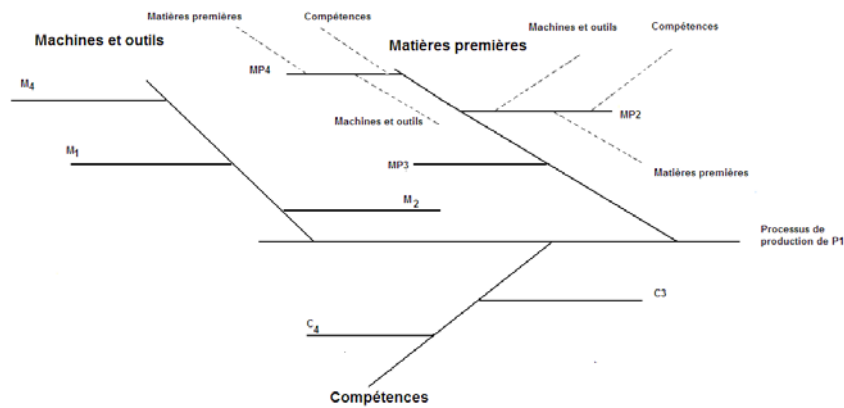 Matières premières
Compétences
Machines et outils
Matières premières
Machines et outils
Compétences
MP4
M4
Machines et outils
MP2
M1
MP3
Matières premières
M2
Processus de
production de P1
C3
C4
Compétences